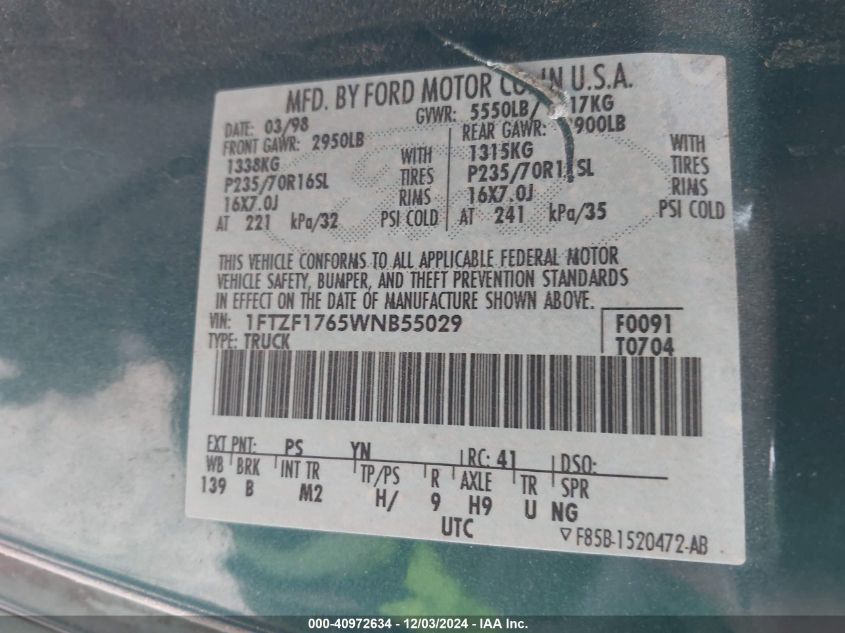 MFD. BY FORD MOTOR CO. IN U.S.A.
DATE: 03/98 GVWR: 5550LB/ 17KG
FRONT GAWR: 2950LB REAR GAWR: 900LB
1338KG WITH 1315KG WITH
P235/70R16SL TIRES P235/70R1 SL TIRES
16X7.0J RIMS 16X7.0J RIMS
AT 221 kPa/32 PSI COLD AT 241 kPa/35 PSI COLD
THIS VEHICLE CONFORMS TO ALL APPLICABLE FEDERAL MOTOR
VEHICLE SAFETY, BUMPER, AND THEFT PREVENTION STANDARDS
IN EFFECT ON THE DATE OF MANUFACTURE SHOWN ABOVE.
VIN: 1FTZF1765WNB55029 F0091
TYPE: TRUCK T0704
EXT PNT: PS YN RC: 41 DSO:
WB BRK INT TR TP/PS R AXLE TR SPR
139 B M2 H/ 9 H9 U NG
UTC ▽F85B-1520472-AB
000-40972634 - 12/03/2024 - IAA Inc.